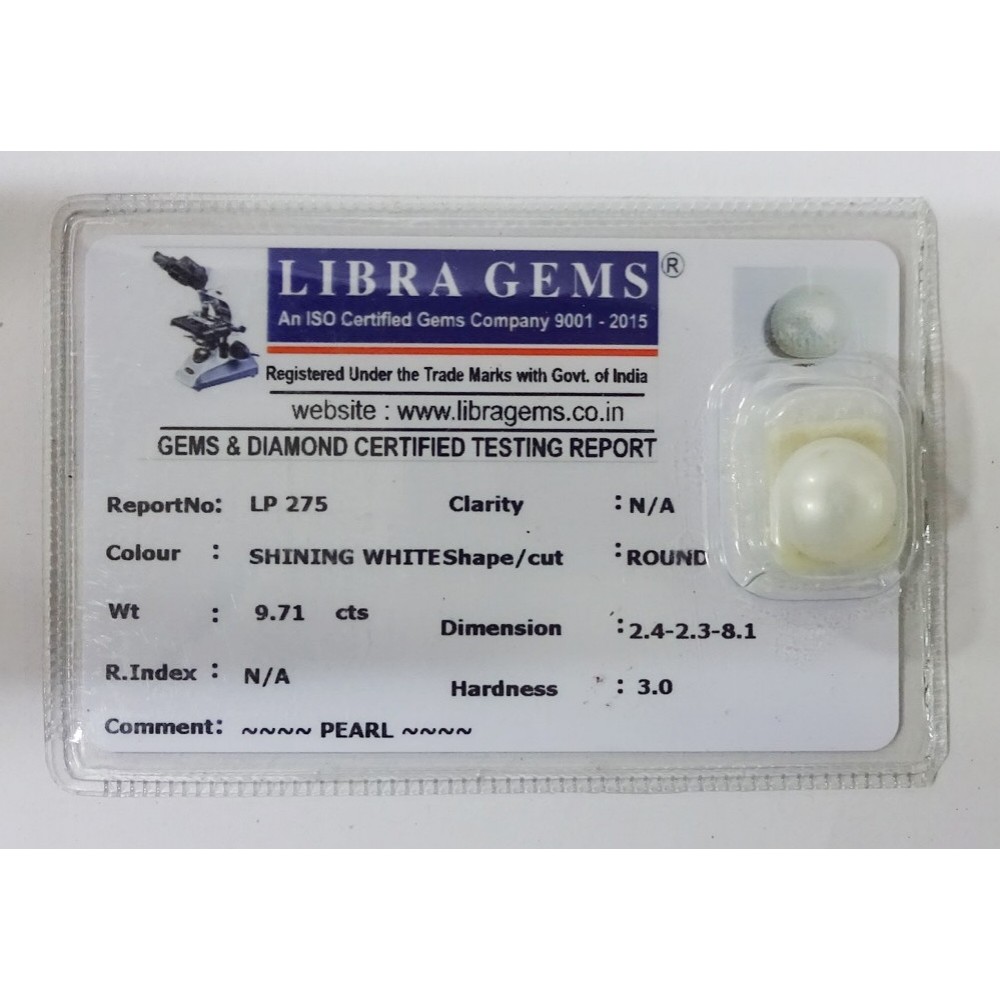 LIBRA GEMS®
An ISO Certified Gems Company 9001 - 2015
Registered Under the Trade Marks with Govt. of India
website : www.libragems.co.in
GEMS & DIAMOND CERTIFIED TESTING REPORT
ReportNo: LP 275 Clarity : N/A
Colour : SHINING WHITE Shape/cut : ROUND
Wt : 9.71 cts Dimension : 2.4-2.3-8.1
R.Index : N/A Hardness : 3.0
Comment: ~~~~ PEARL ~~~~